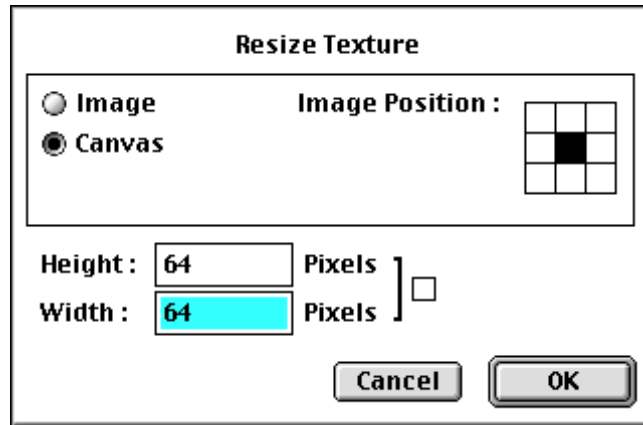 Resize Texture
Image Image Position :
Canvas
Height : 64 Pixels
Width : 64 Pixels
Cancel OK